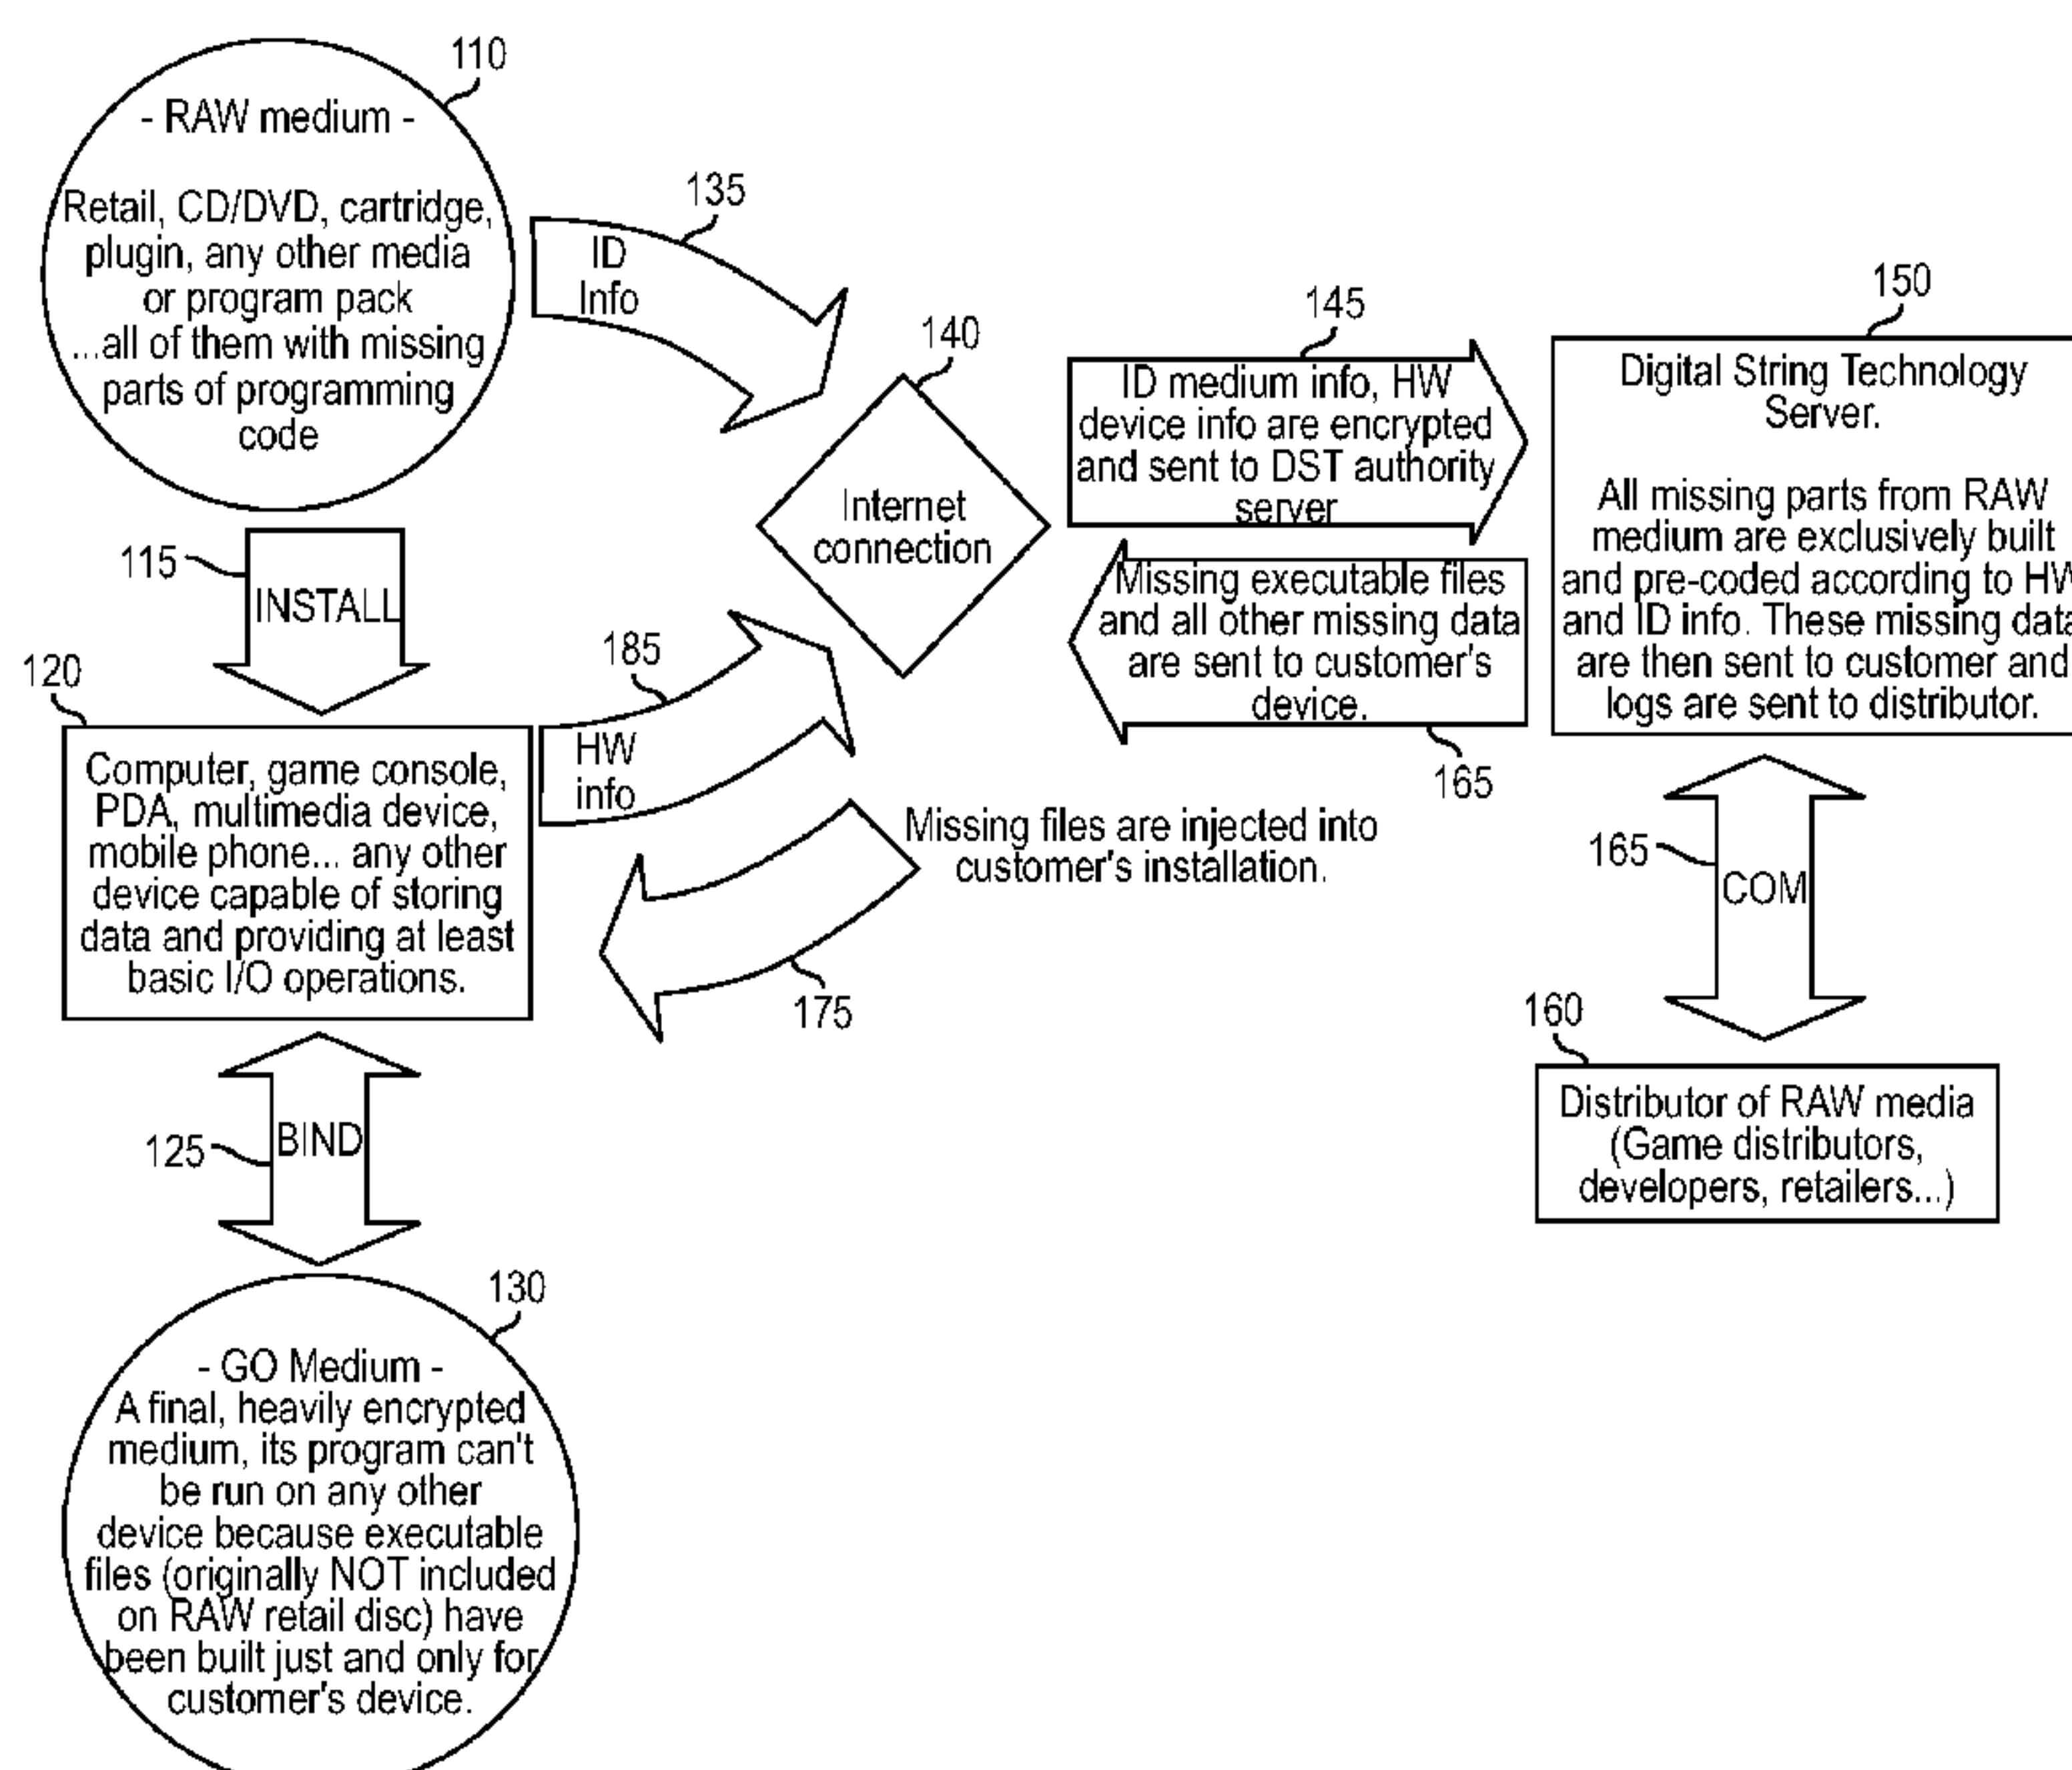 110
- RAW medium -
Retail, CD/DVD, cartridge,
plugin, any other media
or program pack
...all of them with missing
parts of programming
code
135
ID
Info
115
INSTALL
140
Internet
connection
145
ID medium info, HW
device info are encrypted
and sent to DST authority
server
150
Digital String Technology
Server.
All missing parts from RAW
medium are exclusively built
and pre-coded according to HW
and ID info. These missing data
are then sent to customer and
logs are sent to distributor.
Missing executable files
and all other missing data
are sent to customer's
device.
165
120
Computer, game console,
PDA, multimedia device,
mobile phone... any other
device capable of storing
data and providing at least
basic I/O operations.
185
HW
info
Missing files are injected into
customer's installation.
175
165
COM
160
Distributor of RAW media
(Game distributors,
developers, retailers...)
125
BIND
130
- GO Medium -
A final, heavily encrypted
medium, its program can't
be run on any other
device because executable
files (originally NOT included
on RAW retail disc) have
been built just and only for
customer's device.